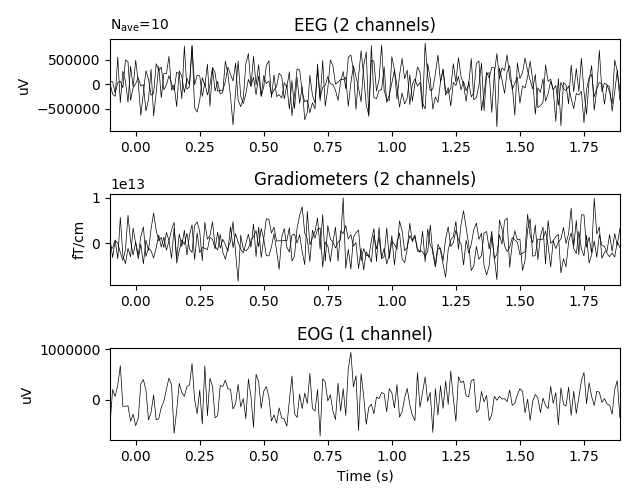 N_ave=10
EEG (2 channels)
500000
0
−500000
uV
0.00 0.25 0.50 0.75 1.00 1.25 1.50 1.75
1e13
Gradiometers (2 channels)
1
0
fT/cm
0.00 0.25 0.50 0.75 1.00 1.25 1.50 1.75
EOG (1 channel)
1000000
0
uV
0.00 0.25 0.50 0.75 1.00 1.25 1.50 1.75
Time (s)